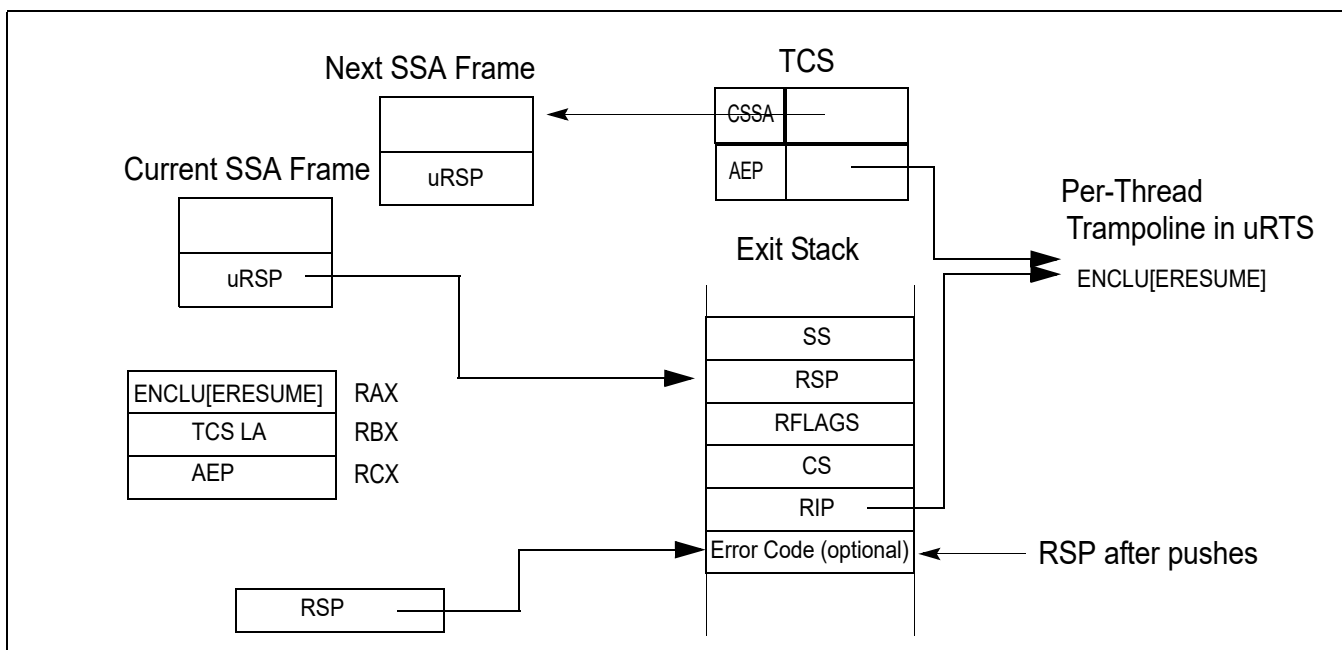 Next SSA Frame
TCS
CSSA
AEP
Current SSA Frame
uRSP
uRSP
Per-Thread
Trampoline in uRTS
ENCLU[ERESUME]
Exit Stack
SS
RSP
RFLAGS
CS
RIP
Error Code (optional)
RSP after pushes
ENCLU[ERESUME] RAX
TCS LA RBX
AEP RCX
RSP